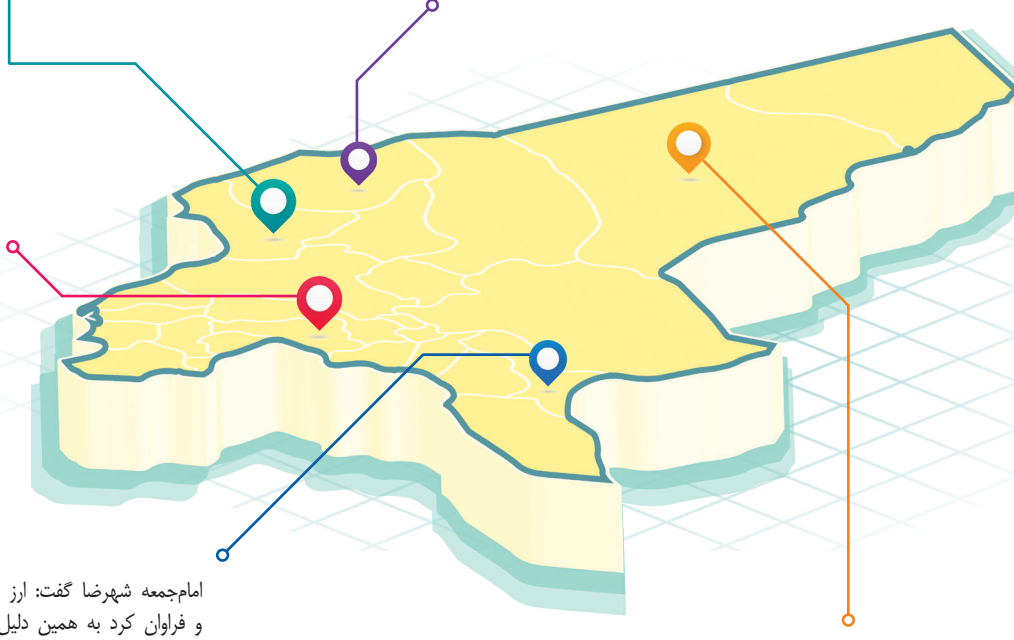 امام‌جمعه شهرضا گفت: ارز
و فراوان کرد به همین دلیل